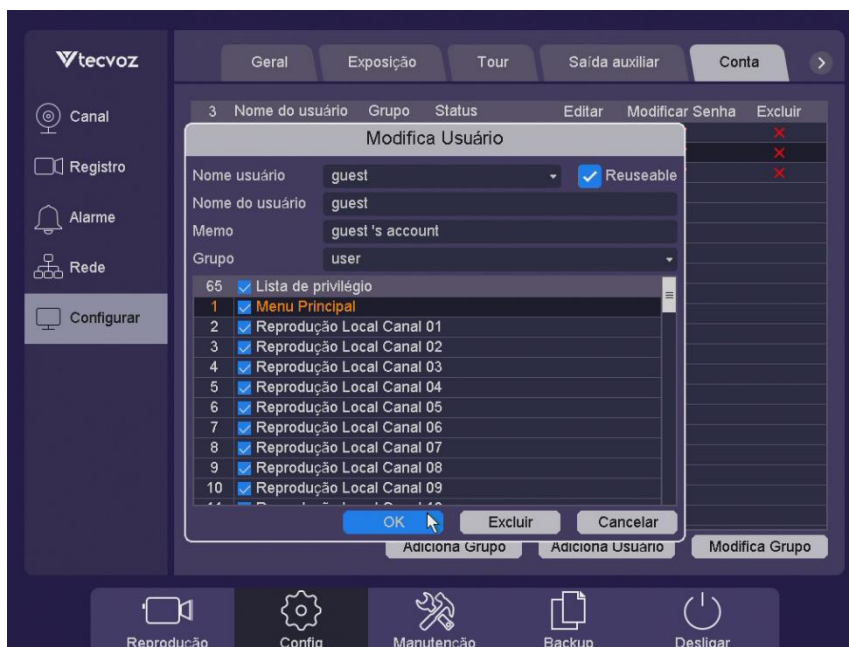 tecvoz
Geral Exposição Tour Saída auxiliar Conta >
Canal
Registro
Alarme
Rede
Configurar
3 Nome do usuário Grupo Status Editar Modificar Senha Excluir
Modifica Usuário
Nome usuário guest Reuseable
Nome do usuário guest
Memo guest 's account
Grupo user
65 Lista de privilégio
1 Menu Principal
2 Reprodução Local Canal 01
3 Reprodução Local Canal 02
4 Reprodução Local Canal 03
5 Reprodução Local Canal 04
6 Reprodução Local Canal 05
7 Reprodução Local Canal 06
8 Reprodução Local Canal 07
9 Reprodução Local Canal 08
10 Reprodução Local Canal 09
OK Excluir Cancelar
Adiciona Grupo Adiciona Usuário Modifica Grupo
Reprodução Config Manutenção Backup Desligar